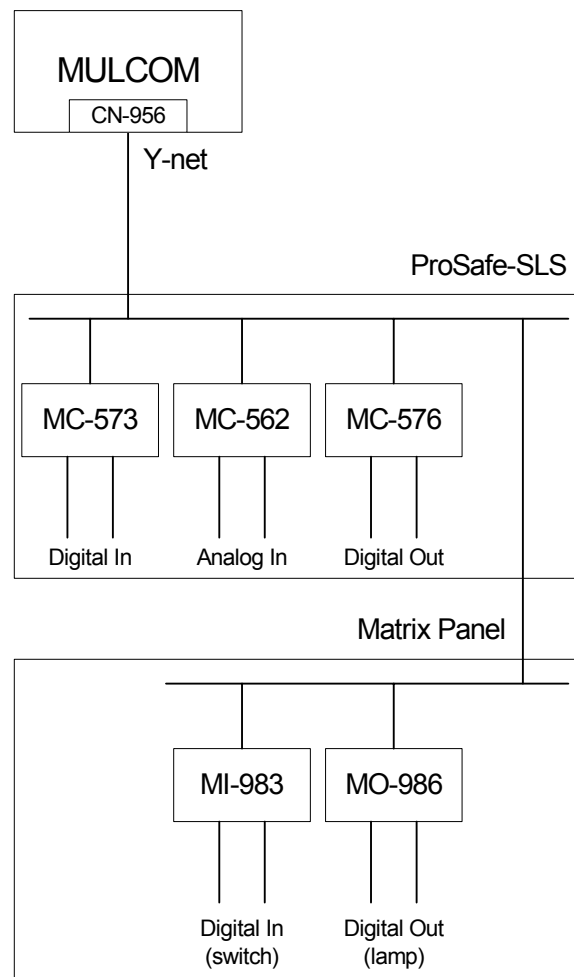 MULCOM
CN-956
Y-net
ProSafe-SLS
MC-573
MC-562
MC-576
Digital In
Analog In
Digital Out
Matrix Panel
MI-983
MO-986
Digital In
(switch)
Digital Out
(lamp)